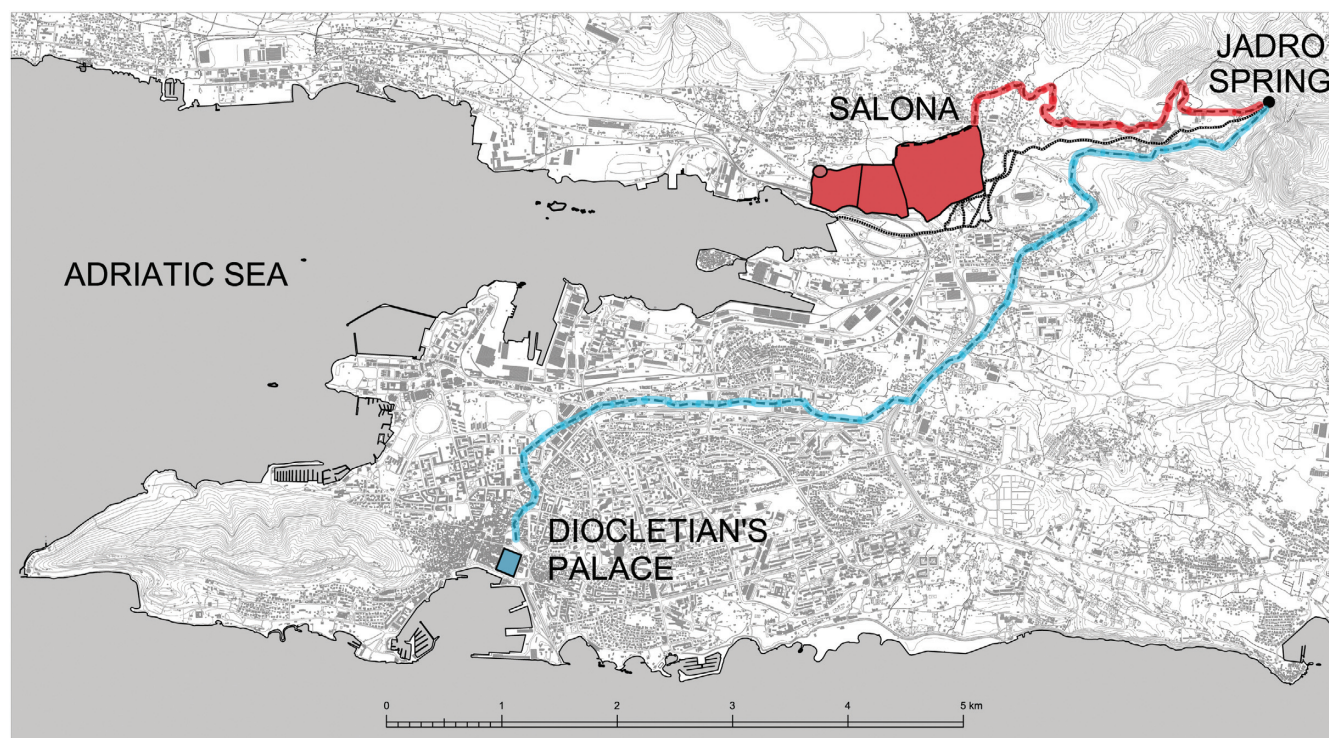 JADRO
SPRING
SALONA
ADRIATIC SEA
DIOCLETIAN'S
PALACE
0 1 2 3 4 5 km